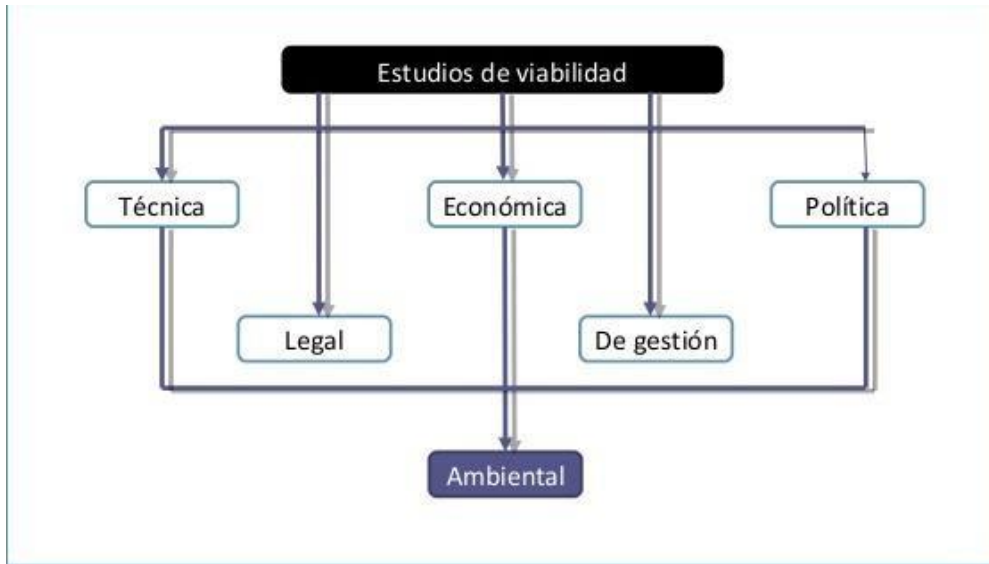 Estudios de viabilidad
Técnica
Económica
Política
Legal
De gestión
Ambiental